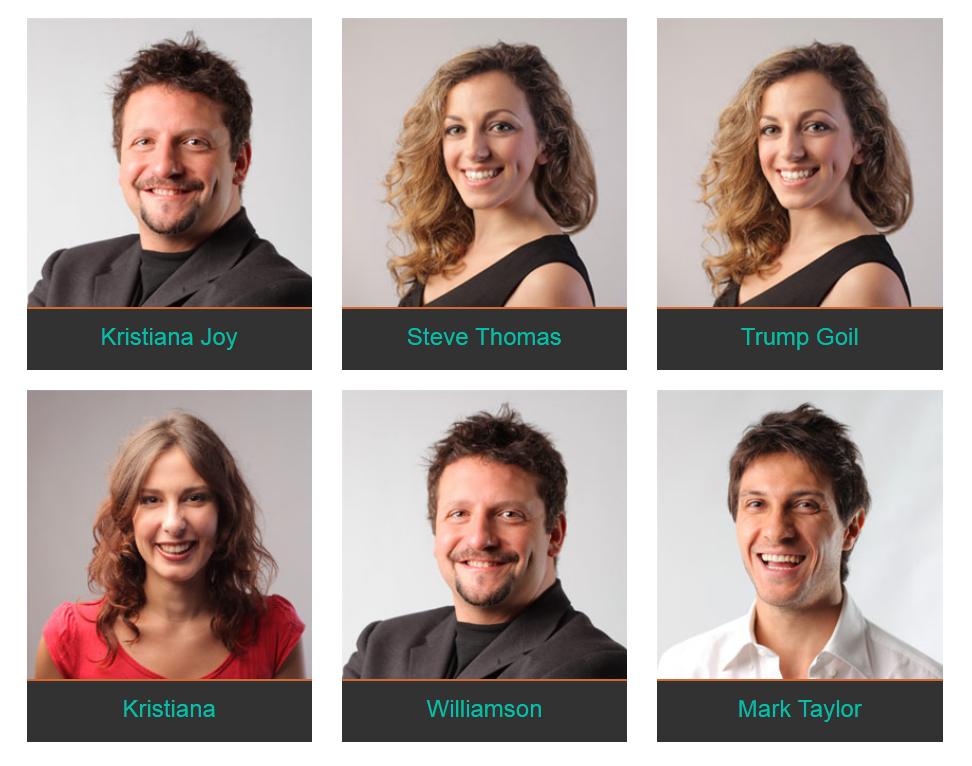 Kristiana Joy
Steve Thomas
Trump Goil
Kristiana
Williamson
Mark Taylor